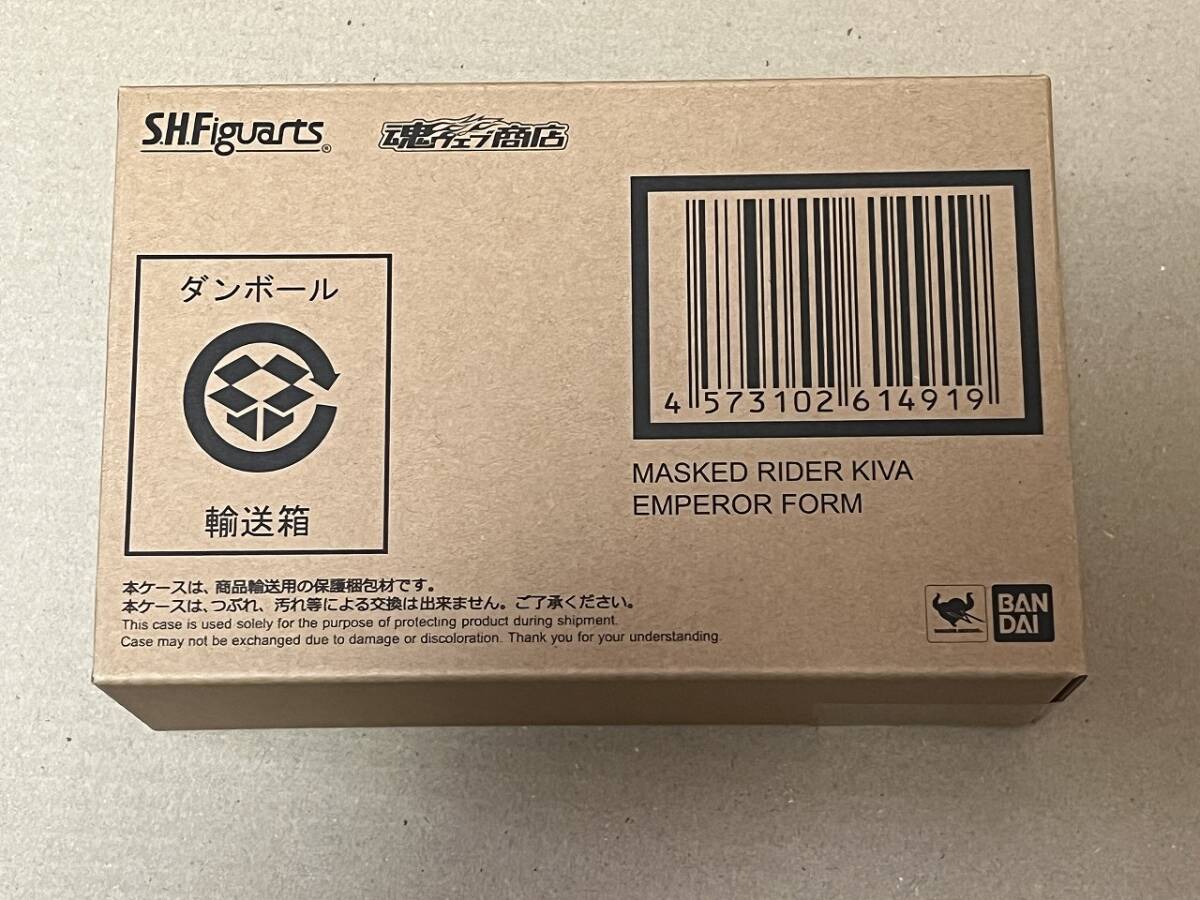 S.H.Figuarts®
魂ウェブ商店
ダンボール
輸送箱
4 573102 614919
MASKED RIDER KIVA
EMPEROR FORM
本ケースは、商品輸送用の保護梱包材です。
本ケースは、つぶれ、汚れ等による交換は出来ません。ご了承ください。
This case is used solely for the purpose of protecting product during shipment.
Case may not be exchanged due to damage or discoloration. Thank you for your understanding.
BAN
DAI